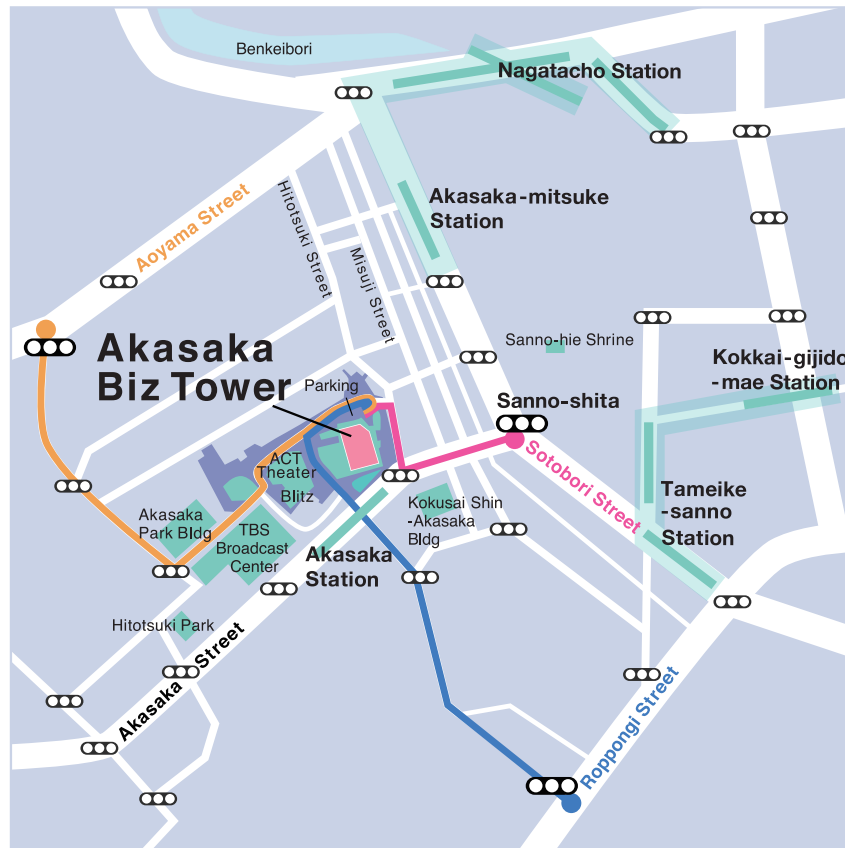 Benkeibori
Nagatacho Station
Aoyama Street
Hitotsuki Street
Akasaka-mitsuke
Station
Misuji Street
Sanno-hie Shrine
Akasaka
Biz Tower
Parking
Kokkai-gijido
-mae Station
Sanno-shita
Sotobori Street
ACT
Theater
Blitz
Tameike
-sanno
Station
Akasaka
Park Bldg
TBS
Broadcast
Center
Kokusai Shin
-Akasaka
Bldg
Akasaka
Station
Hitotsuki Park
Akasaka Street
Roppongi Street